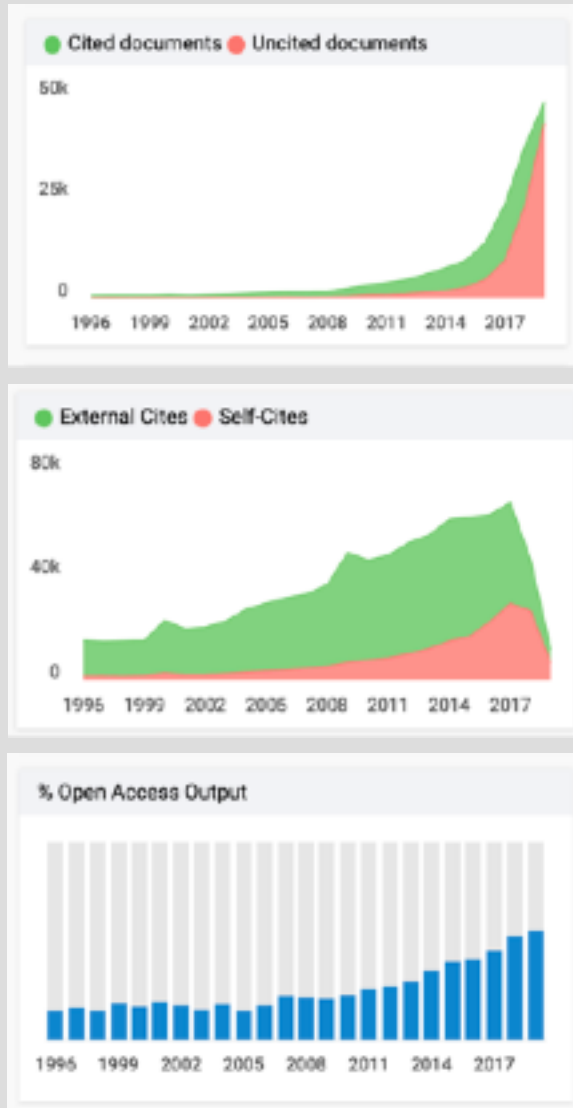 Cited documents Uncited documents
50k
25k
0
1996 1999 2002 2005 2008 2011 2014 2017
External Cites Self-Cites
80k
40k
0
1996 1999 2002 2005 2008 2011 2014 2017
% Open Access Output
1996 1999 2002 2005 2008 2011 2014 2017